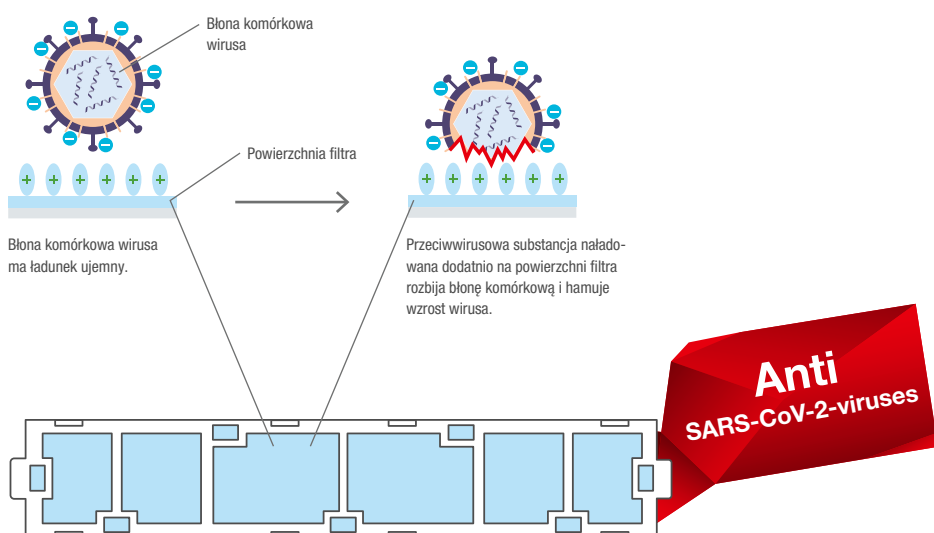 Błona komórkowa
wirusa
Powierzchnia filtra
Błona komórkowa wirusa
ma ładunek ujemny.
Przeciwwirusowa substancja nałado-
wana dodatnio na powierzchni filtra
rozbija błonę komórkową i hamuje
wzrost wirusa.
Anti
SARS-CoV-2-viruses